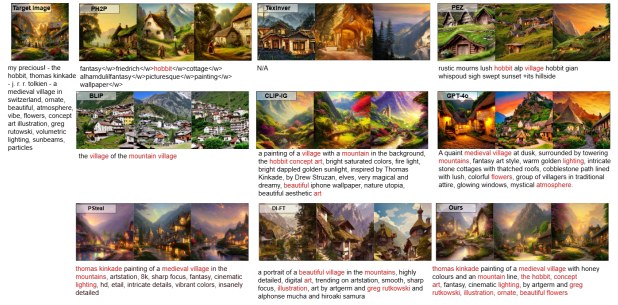 Target Image
PH2P
TexInver
PEZ
my precious! - the
hobbit, thomas kinkade
- j. r. r. tolkien - a
medieval village in
switzerland, ornate,
beautiful, atmosphere,
vibe, flowers, concept
art illustration, greg
rutowski, volumetric
lighting, sunbeams,
particles
fantasy</w>friedrich</w>hobbit</w>cottage</w>
alhamdulilfantasy</w>picturesque</w>painting</w>
wallpaper</w>
N/A
rustic mourns lush hobbit alp village hobbit gian
whispoud sigh swept sunset +its hillside
BLIP
CLIP-IG
GPT-4o
the village of the mountain village
a painting of a village with a mountain in the background,
the hobbit concept art, bright saturated colors, fire light,
bright dappled golden sunlight, inspired by Thomas
Kinkade, by Drew Struzan, elves, very magical and
dreamy, beautiful iphone wallpaper, nature utopia,
beautiful aesthetic art
A quaint medieval village at dusk, surrounded by towering
mountains, fantasy art style, warm golden lighting, intricate
stone cottages with thatched roofs, cobblestone path lined
with lush, colorful flowers, group of villagers in traditional
attire, glowing windows, mystical atmosphere.
PSteal
DI.FT
Ours
thomas kinkade painting of a medieval village in the
mountains, artstation, 8k, sharp focus, fantasy, cinematic
lighting, hd, etail, intricate details, vibrant colors, insanely
detailed
a portrait of a beautiful village in the mountains, highly
detailed, digital art, trending on artstation, smooth, sharp
focus, illustration, art by artgerm and greg rutkowski and
alphonse mucha and hiroaki samura
thomas kinkade painting of a medieval village with honey
colours and an mountain line, the hobbit, concept
art, fantasy, cinematic lighting, by artgerm and greg
rutkowski, illustration, ornate, beautiful flowers